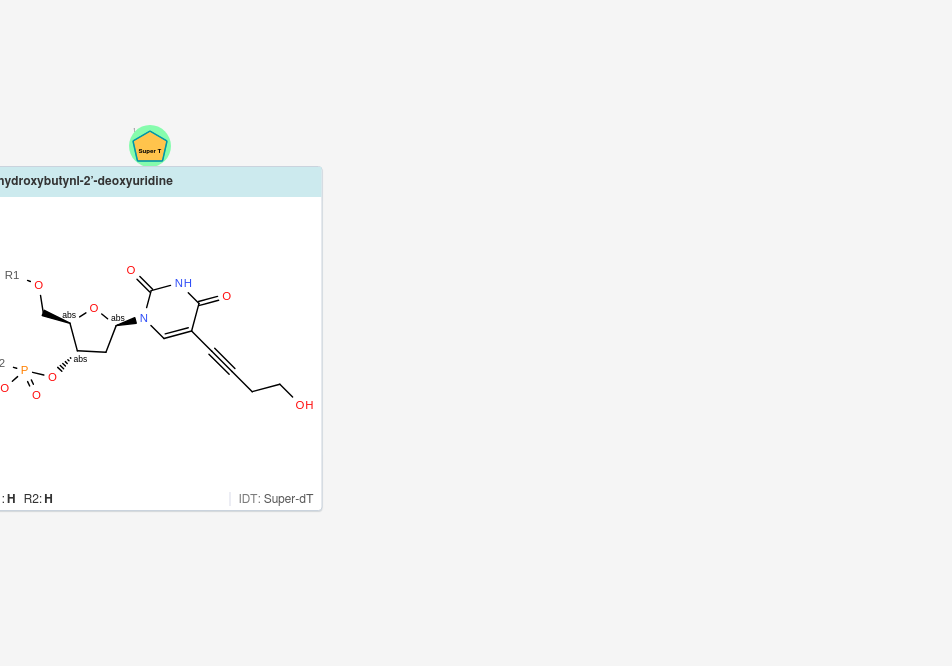 Super T
hydroxybutynl-2'-deoxyuridine
R1
O
O
NH
O
abs
O
abs
N
abs
2
P
O
O
O
OH
: H R2: H
IDT: Super-dT